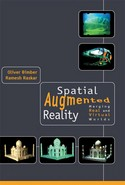 Oliver Bimber
Ramesh Raskar
Spatial
Augmented
Reality
Merging
Real and
Virtual
Worlds